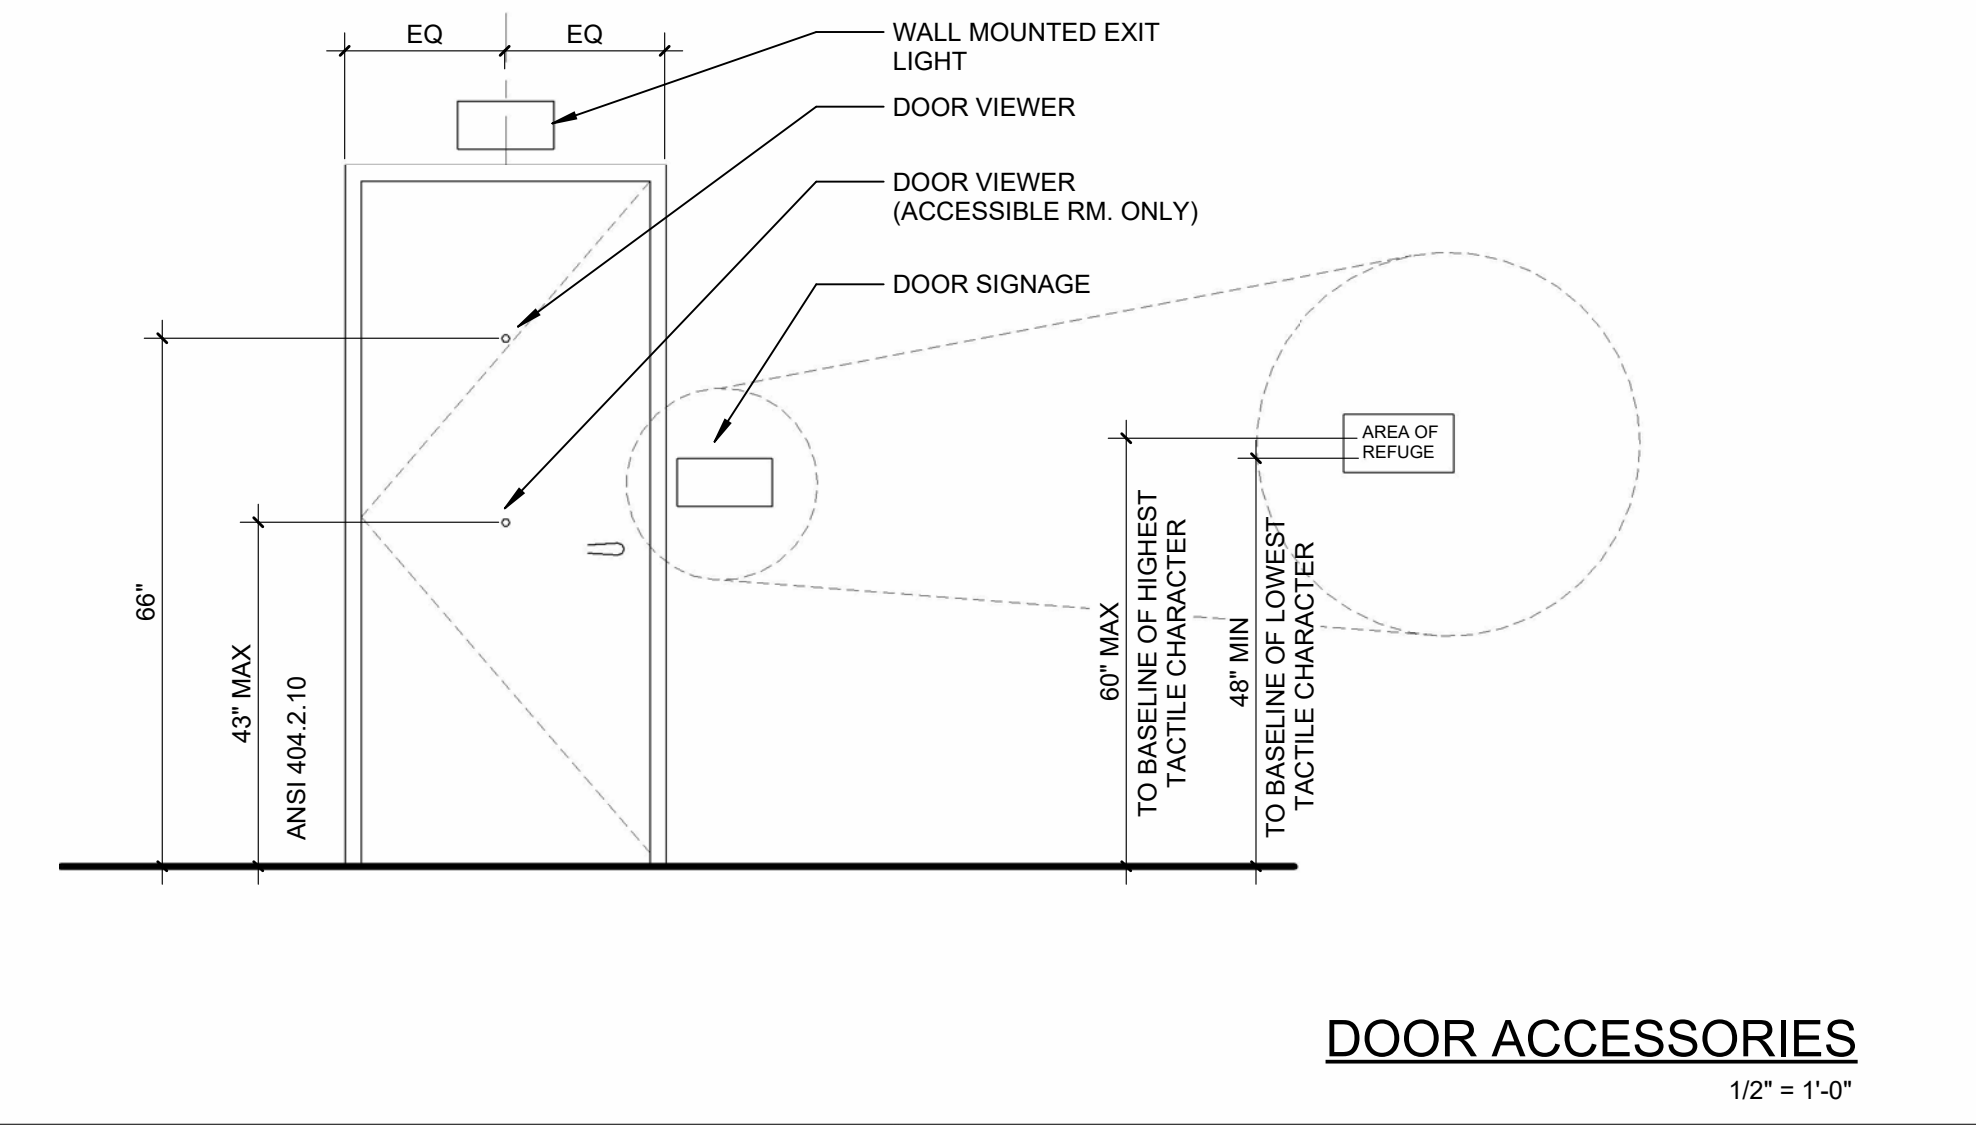 EQ
EQ
WALL MOUNTED EXIT
LIGHT
DOOR VIEWER
DOOR VIEWER
(ACCESSIBLE RM. ONLY)
DOOR SIGNAGE
AREA OF
REFUGE
66"
43" MAX
ANSI 404.2.10
60" MAX
TO BASELINE OF HIGHEST
TACTILE CHARACTER
48" MIN
TO BASELINE OF LOWEST
TACTILE CHARACTER
DOOR ACCESSORIES
1/2" = 1'-0"